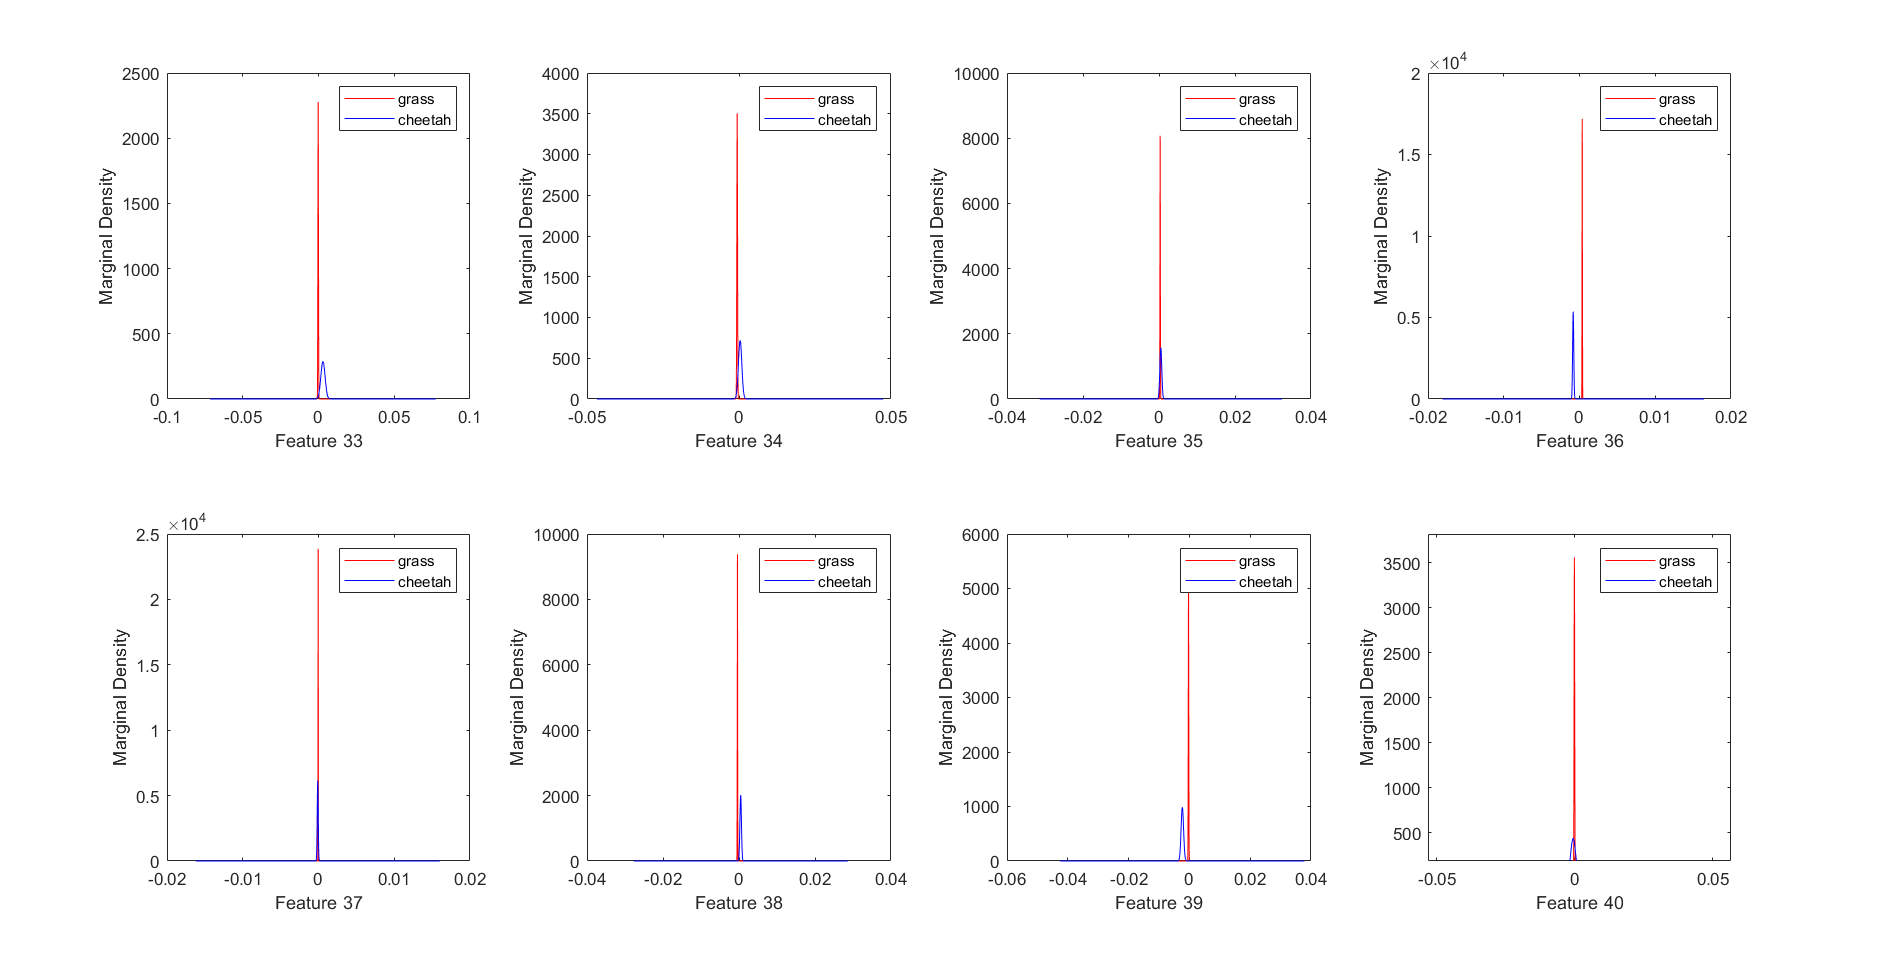 2500
2000
1500
1000
500
0
-0.1
-0.05
0
0.05
0.1
Marginal Density
Feature 33
grass
cheetah
4000
3500
3000
2500
2000
1500
1000
500
0
-0.05
0
0.05
Marginal Density
Feature 34
grass
cheetah
10000
8000
6000
4000
2000
0
-0.04
-0.02
0
0.02
0.04
Marginal Density
Feature 35
grass
cheetah
×10⁴
2
1.5
1
0.5
0
-0.02
-0.01
0
0.01
0.02
Marginal Density
Feature 36
grass
cheetah
×10⁴
2.5
2
1.5
1
0.5
0
-0.02
-0.01
0
0.01
0.02
Marginal Density
Feature 37
grass
cheetah
10000
8000
6000
4000
2000
0
-0.04
-0.02
0
0.02
0.04
Marginal Density
Feature 38
grass
cheetah
6000
5000
4000
3000
2000
1000
0
-0.06
-0.04
-0.02
0
0.02
0.04
Marginal Density
Feature 39
grass
cheetah
3500
3000
2500
2000
1500
1000
500
-0.05
0
0.05
Marginal Density
Feature 40
grass
cheetah